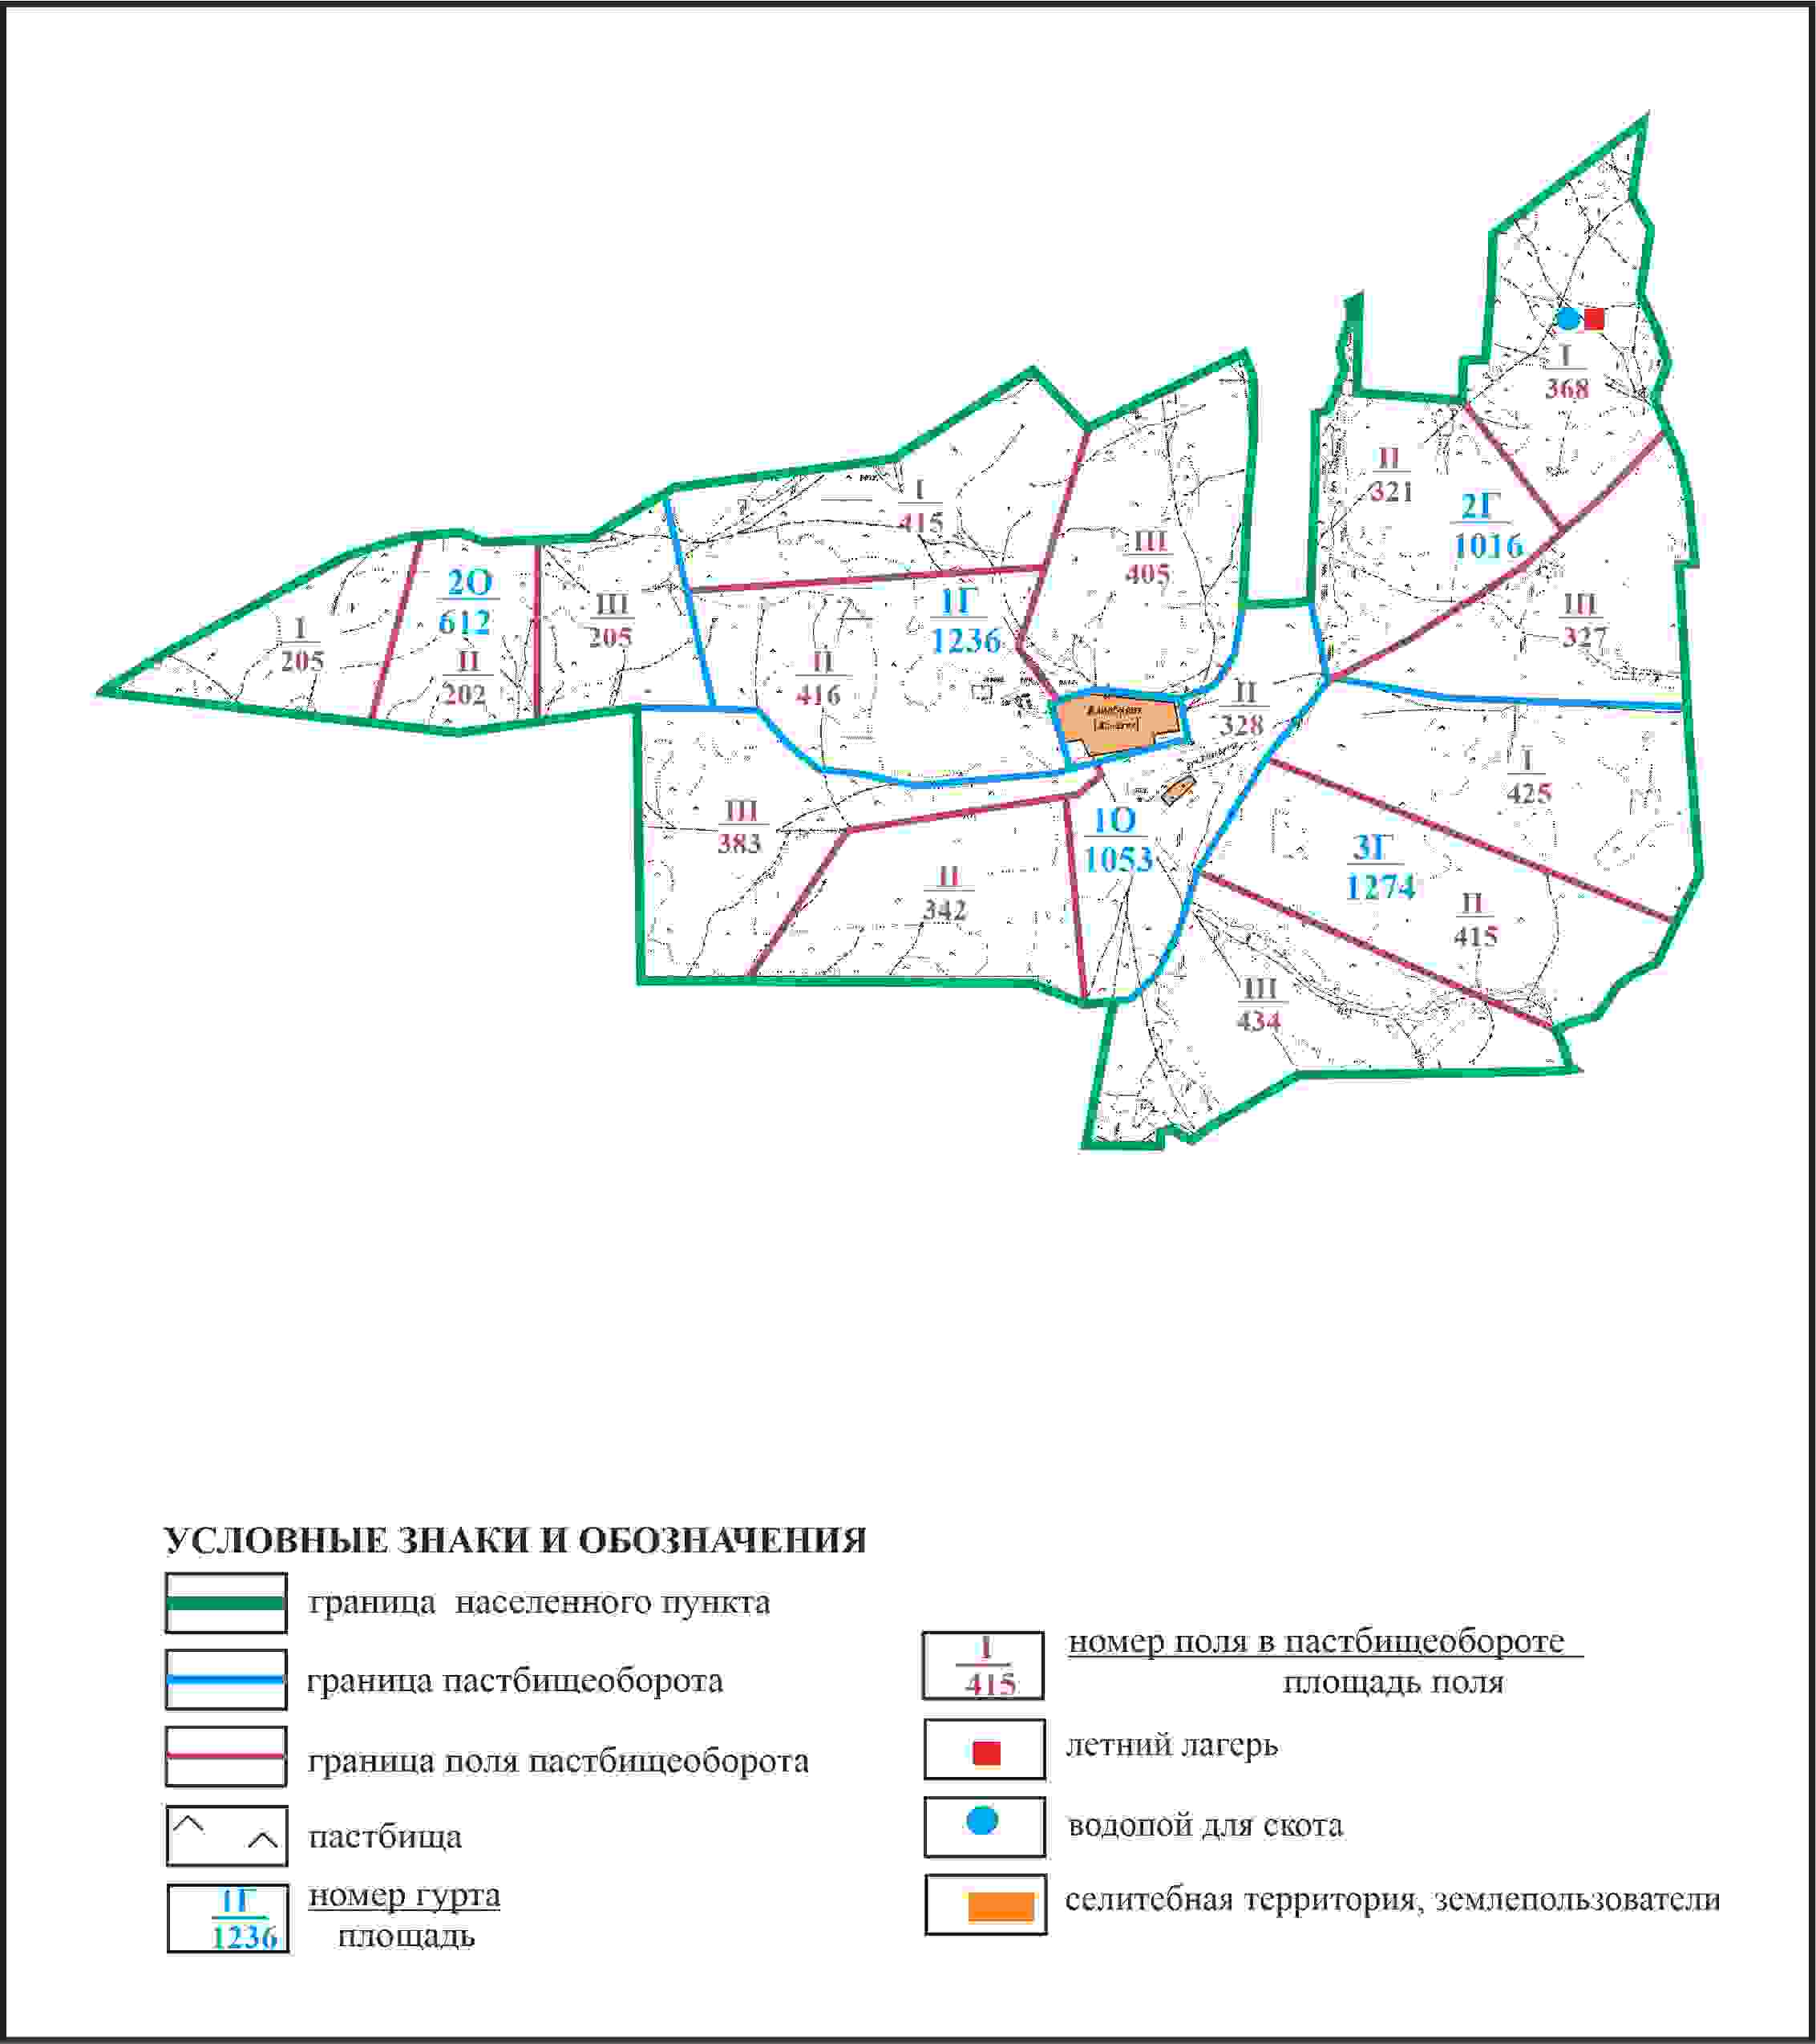 I
368
II
321
2Г
1016
I
415
III
405
2О
612
1Г
1236
III
327
III
205
I
205
II
202
II
416
II
328
I
425
III
383
1О
1053
3Г
1274
II
342
II
415
III
434
УСЛОВНЫЕ ЗНАКИ И ОБОЗНАЧЕНИЯ
граница населенного пункта
граница пастбищеоборота
граница поля пастбищеоборота
пастбища
1Г
1236
номер гурта
площадь
I
415
номер поля в пастбищеобороте
площадь поля
летний лагерь
водопой для скота
селитебная территория, землепользователи